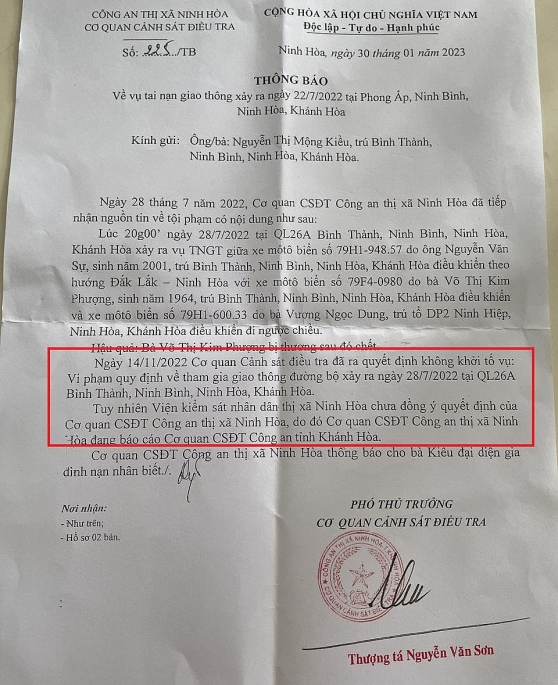 CÔNG AN THỊ XÃ NINH HÒA
CƠ QUAN CẢNH SÁT ĐIỀU TRA
Số: 225/TB
CỘNG HÒA XÃ HỘI CHỦ NGHĨA VIỆT NAM
Độc lập - Tự do - Hạnh phúc
Ninh Hòa, ngày 30 tháng 01 năm 2023
THÔNG BÁO
Về vụ tai nạn giao thông xảy ra ngày 22/7/2022 tại Phong Ấp, Ninh Bình,
Ninh Hòa, Khánh Hòa
Kính gửi: Ông/bà: Nguyễn Thị Mộng Kiều, trú Bình Thành,
Ninh Bình, Ninh Hòa, Khánh Hòa.
Ngày 28 tháng 7 năm 2022, Cơ quan CSĐT Công an thị xã Ninh Hòa đã tiếp
nhận nguồn tin về tội phạm có nội dung như sau:
Lúc 20g00' ngày 28/7/2022 tại QL26A Bình Thành, Ninh Bình, Ninh Hòa,
Khánh Hòa xảy ra vụ TNGT giữa xe môtô biển số 79H1-948.57 do ông Nguyễn Văn
Sự, sinh năm 2001, trú Bình Thành, Ninh Bình, Ninh Hòa, Khánh Hòa điều khiển theo
hướng Đắk Lắk – Ninh Hòa với xe môtô biển số 79F4-0980 do bà Võ Thị Kim
Phượng, sinh năm 1964, trú Bình Thành, Ninh Bình, Ninh Hòa, Khánh Hòa điều khiển
và xe môtô biển số 79H1-600.33 do bà Vương Ngọc Dung, trú tổ DP2 Ninh Hiệp,
Ninh Hòa, Khánh Hòa điều khiển đi ngược chiều.
Hậu quả: Bà Võ Thị Kim Phượng bị thương sau đó chết.
Ngày 14/11/2022 Cơ quan Cảnh sát điều tra đã ra quyết định không khởi tố vụ:
Vi phạm quy định về tham gia giao thông đường bộ xảy ra ngày 28/7/2022 tại QL26A
Bình Thành, Ninh Bình, Ninh Hòa, Khánh Hòa.
Tuy nhiên Viện kiểm sát nhân dân thị xã Ninh Hòa chưa đồng ý quyết định của
Cơ quan CSĐT Công an thị xã Ninh Hòa, do đó Cơ quan CSĐT Công an thị xã Ninh
Hòa đang báo cáo Cơ quan CSĐT Công an tỉnh Khánh Hòa.
Cơ quan CSĐT Công an thị xã Ninh Hòa thông báo cho bà Kiều đại diện gia
đình nạn nhân biết./.
Nơi nhận:
- Như trên;
- Hồ sơ 02 bản.
PHÓ THỦ TRƯỞNG
CƠ QUAN CẢNH SÁT ĐIỀU TRA
Thượng tá Nguyễn Văn Sơn